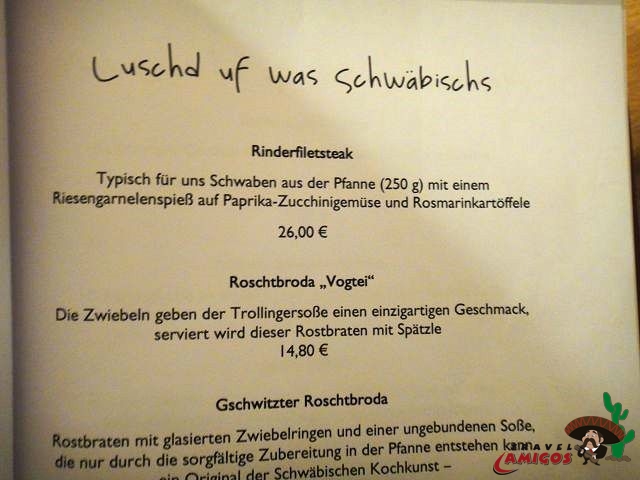 Luschd uf was Schwäbischs
Rinderfiletsteak
Typisch für uns Schwaben aus der Pfanne (250 g) mit einem
Riesengarnelenspieß auf Paprika-Zucchinigemüse und Rosmarinkartöffele
26,00 €
Roschtbroda „Vogtei“
Die Zwiebeln geben der Trollingersoße einen einzigartigen Geschmack,
serviert wird dieser Rostbraten mit Spätzle
14,80 €
Gschwitzter Roschtbroda
Rostbraten mit glasierten Zwiebelringen und einer ungebundenen Soße,
die nur durch die sorgfältige Zubereitung in der Pfanne entstehen kann
ein Original der Schwäbischen Kochkunst –
TRAVEL
AMIGOS